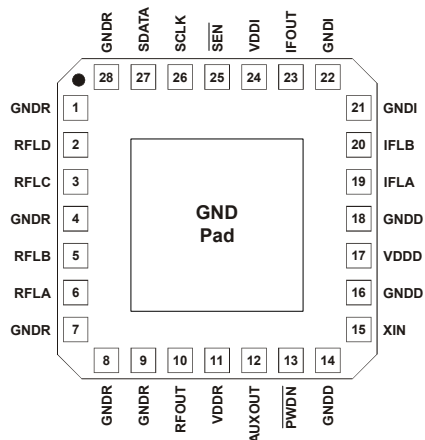 GNDR
SDATA
SCLK
SEN
VDDI
IFOUT
GNDI
28 27 26 25 24 23 22
GNDR 1
RFLD 2
RFLC 3
GNDR 4
RFLB 5
RFLA 6
GNDR 7
GND
Pad
21 GNDI
20 IFLB
19 IFLA
18 GNDD
17 VDDD
16 GNDD
15 XIN
8 9 10 11 12 13 14
GNDR
GNDR
RFOUT
VDDR
AUXOUT
PWDN
GNDD